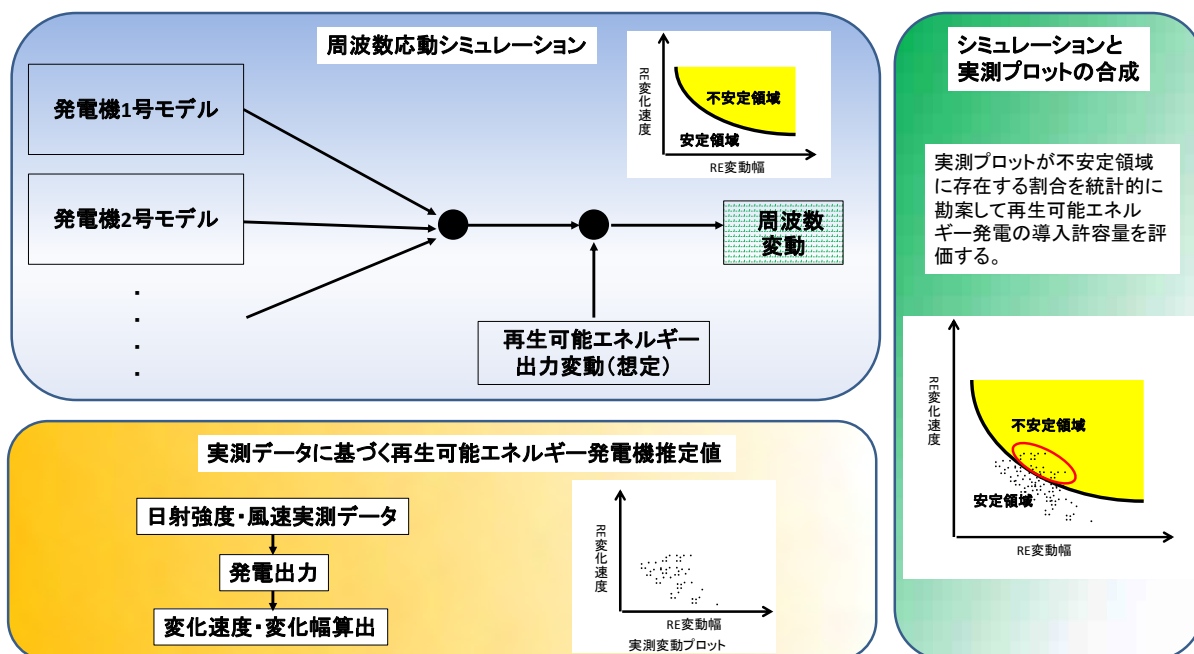 周波数応動シミュレーション
発電機1号モデル
発電機2号モデル
・
・
・
・
RE変化速度
不安定領域
安定領域
RE変動幅
周波数
変動
再生可能エネルギー
出力変動（想定）
実測データに基づく再生可能エネルギー発電機推定値
日射強度・風速実測データ
発電出力
変化速度・変化幅算出
RE変化速度
RE変動幅
実測変動プロット
シミュレーションと
実測プロットの合成
実測プロットが不安定領域
に存在する割合を統計的に
勘案して再生可能エネル
ギー発電の導入許容量を評
価する。
RE変化速度
不安定領域
安定領域
RE変動幅